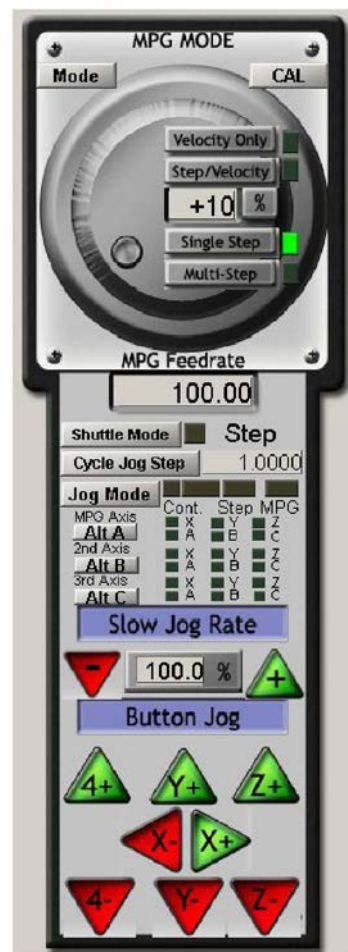 MPG MODE
Mode CAL
Velocity Only
Step/Velocity
+10 %
Single Step
Multi-Step
MPG Feedrate
100.00
Shuttle Mode Step
Cycle Jog Step 1.0000
Jog Mode
Cont. Step MPG
MPG Axis X Y Z
Alt A A B C
2nd Axis X Y Z
Alt B A B C
3rd Axis X Y Z
Alt C A B C
Slow Jog Rate
- 100.0 % +
Button Jog
4+ Y+ Z+
X- X+
4- Y- Z-